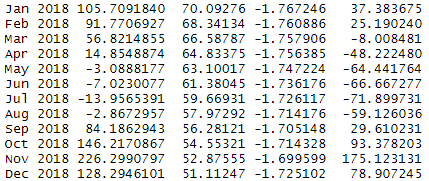 Jan 2018 105.7091840 70.09276 -1.767246 37.383675
Feb 2018 91.7706927 68.34134 -1.760886 25.190240
Mar 2018 56.8214855 66.58787 -1.757906 -8.008481
Apr 2018 14.8548874 64.83375 -1.756385 -48.222480
May 2018 -3.0888177 63.10017 -1.747224 -64.441764
Jun 2018 -7.0230077 61.38045 -1.736176 -66.667277
Jul 2018 -13.9565391 59.66931 -1.726117 -71.899731
Aug 2018 -2.8672957 57.97292 -1.714176 -59.126036
Sep 2018 84.1862943 56.28121 -1.705148 29.610231
Oct 2018 146.2170867 54.55321 -1.714328 93.378203
Nov 2018 226.2990797 52.87555 -1.699599 175.123131
Dec 2018 128.2946101 51.11247 -1.725102 78.907245